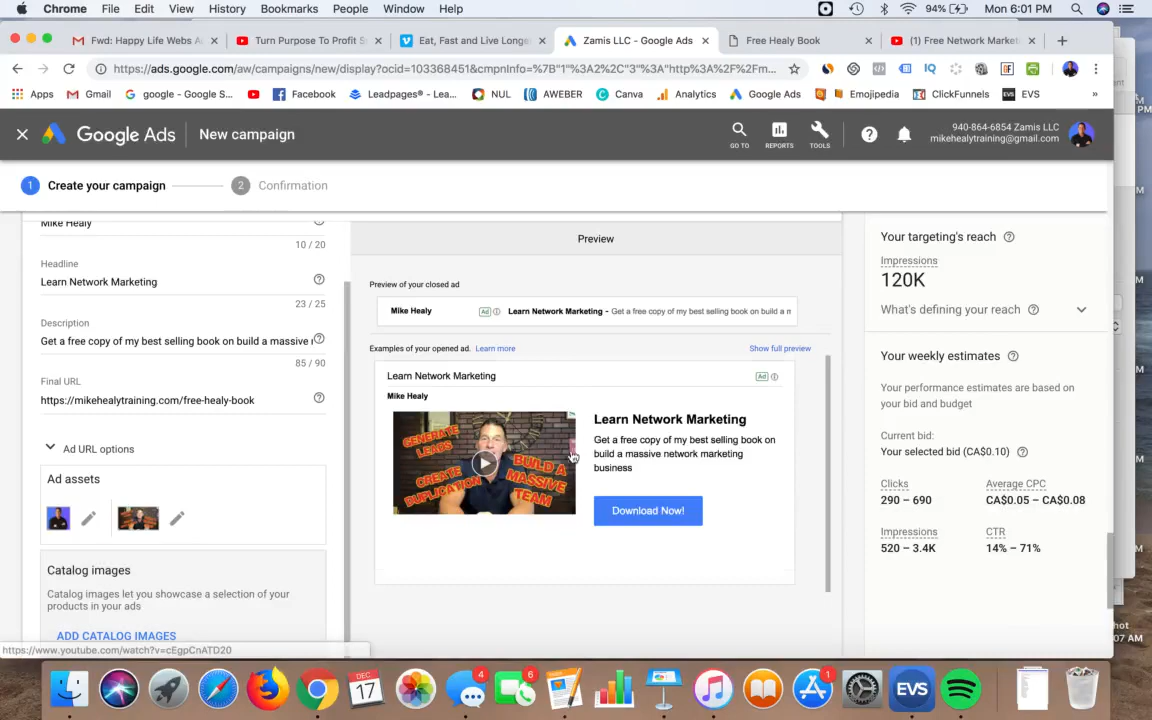 Chrome File Edit View History Bookmarks People Window Help
94% Mon 6:01 PM
Fwd: Happy Life Webs A
Turn Purpose To Profit S
Eat, Fast and Live Longe
Zamis LLC - Google Ads
Free Healy Book
(1) Free Network Market
https://ads.google.com/aw/campaigns/new/display?ocid=103368451&cmpnInfo=%7B"1"%3A2%2C"3"%3A"http%3A%2F%2Fm...
Apps Gmail google - Google S... Facebook Leadpages® - Lea... NUL AWEBER Canva Analytics Google Ads Emojipedia ClickFunnels EVS »
Google Ads New campaign
GO TO REPORTS TOOLS
940-864-6854 Zamis LLC
mikehealytraining@gmail.com
1 Create your campaign 2 Confirmation
Mike Healy
10 / 20
Headline
Learn Network Marketing
23 / 25
Description
Get a free copy of my best selling book on build a massive
85 / 90
Final URL
https://mikehealytraining.com/free-healy-book
Ad URL options
Ad assets
Catalog images
Catalog images let you showcase a selection of your
products in your ads
ADD CATALOG IMAGES
https://www.youtube.com/watch?v=cEgpCnATD20
Preview
Preview of your closed ad
Mike Healy Ad Learn Network Marketing - Get a free copy of my best selling book on build a m
Examples of your opened ad. Learn more Show full preview
Learn Network Marketing Ad
Mike Healy
GENERATE
LEADS
CREATE
DUPLICATION
BUILD A
MASSIVE
TEAM
Learn Network Marketing
Get a free copy of my best selling book on
build a massive network marketing
business
Download Now!
Your targeting's reach
Impressions
120K
What's defining your reach
Your weekly estimates
Your performance estimates are based on
your bid and budget
Current bid:
Your selected bid (CA$0.10)
Clicks Average CPC
290 – 690 CA$0.05 – CA$0.08
Impressions CTR
520 – 3.4K 14% – 71%
hot
07 AM
DEC
17
4
6
1
EVS